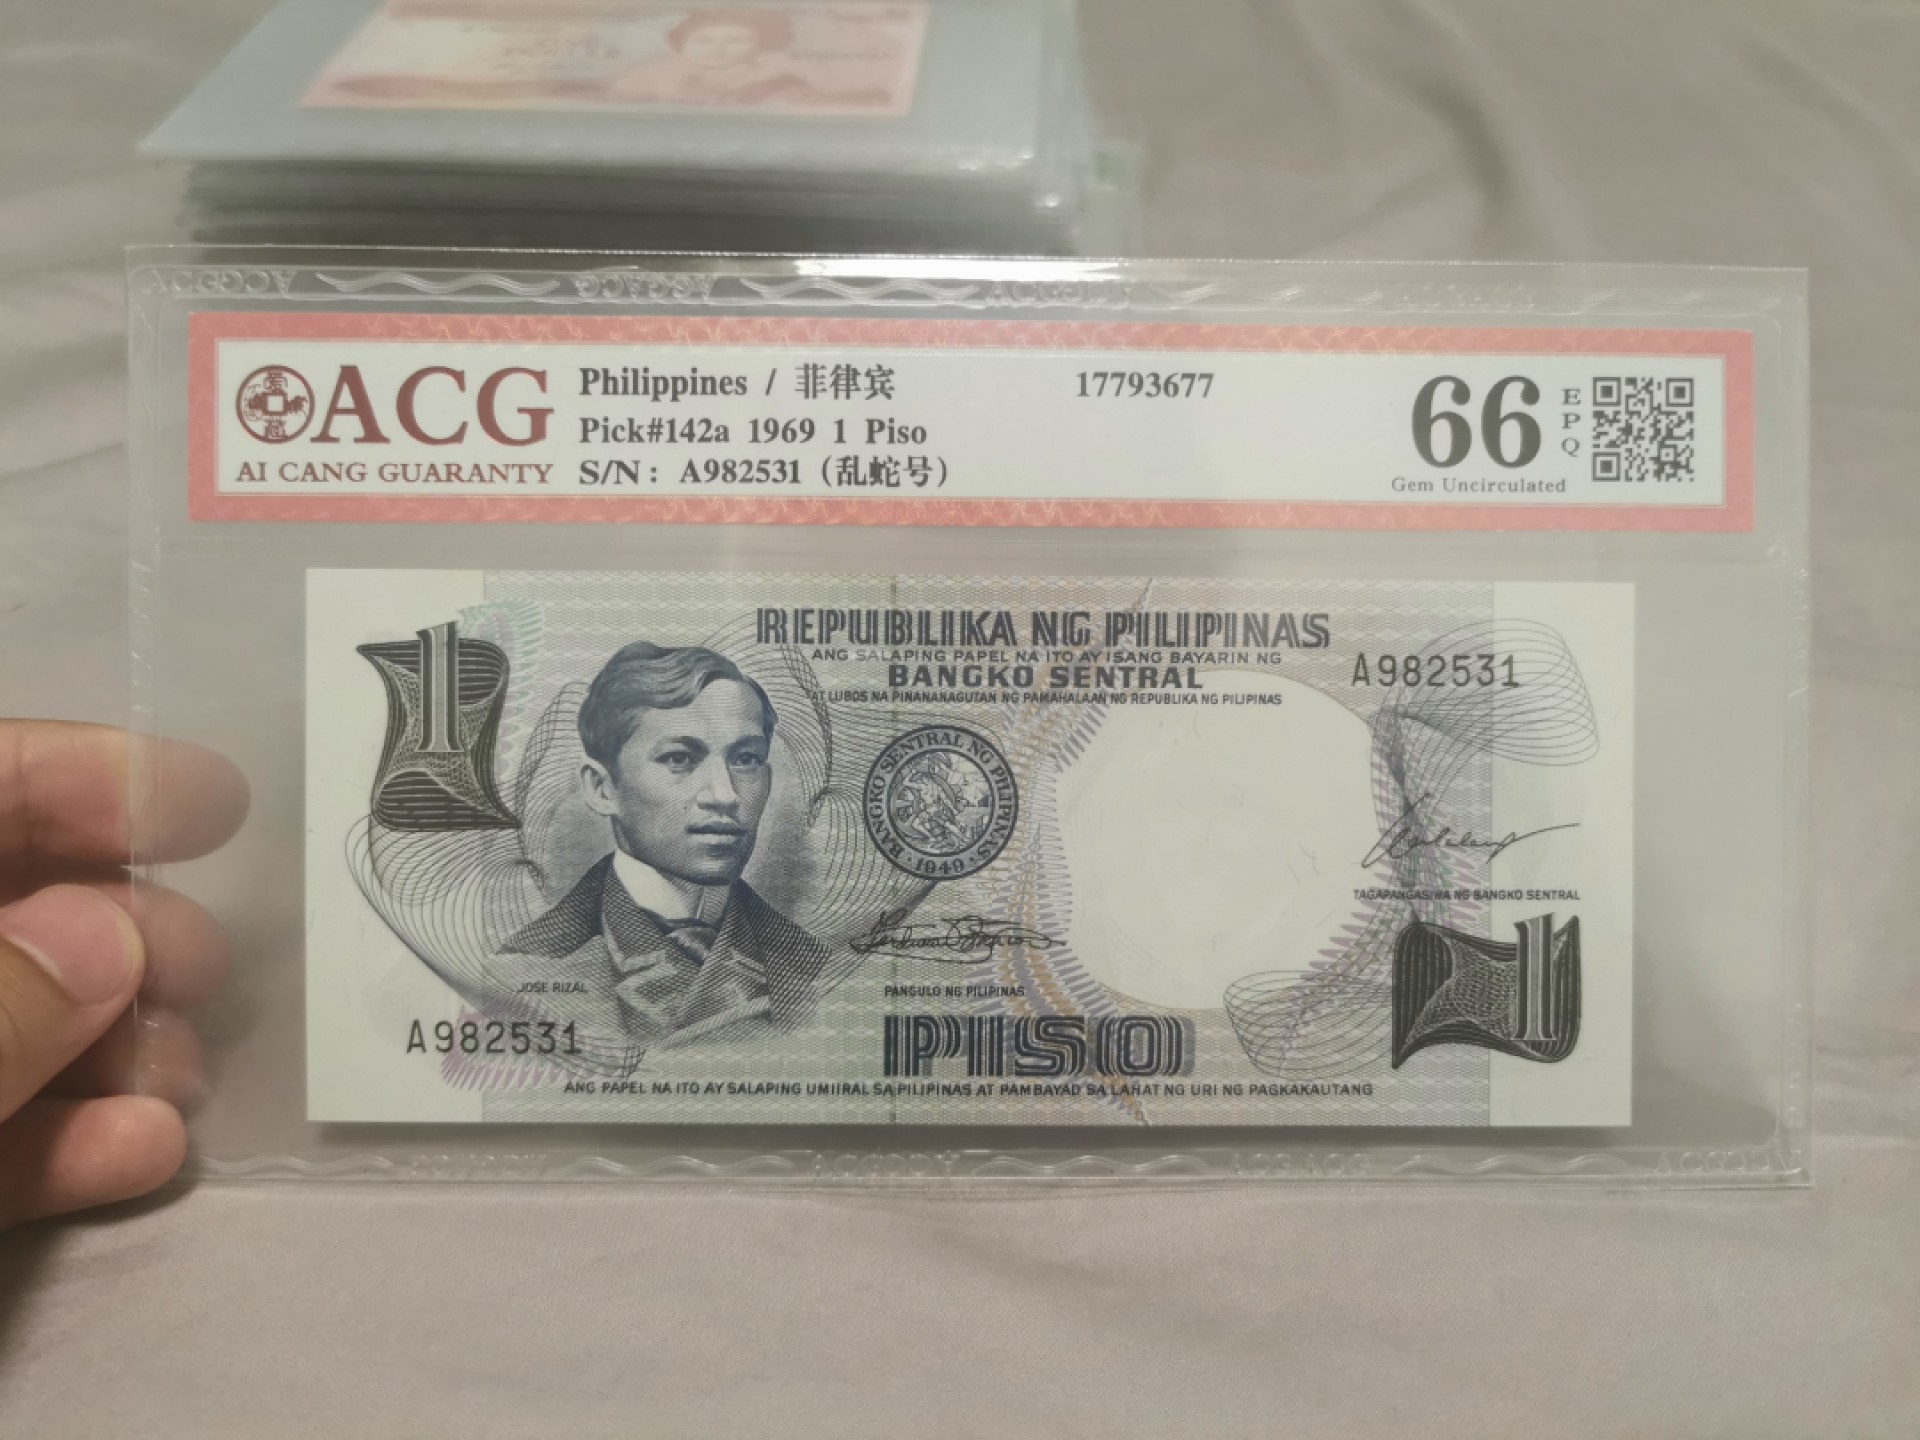 ACG
AI CANG GUARANTY
Philippines / 菲律宾
17793677
Pick#142a 1969 1 Piso
S/N: A982531 (乱蛇号)
66
EPQ
Gem Uncirculated
1
REPUBLIKA NG PILIPINAS
ANG SALAPING PAPEL NA ITO AY ISANG BAYARIN NG
BANGKO SENTRAL
AT LUBOS NA PINANANAGUTAN NG PAMAHALAAN NG REPUBLIKA NG PILIPINAS
A982531
BANGKO SENTRAL NG PILIPINAS
1949
TAGAPANGASIWA NG BANGKO SENTRAL
JOSE RIZAL
PANGULO NG PILIPINAS
1
A982531
PISO
ANG PAPEL NA ITO AY SALAPING UMIIRAL SA PILIPINAS AT PAMBAYAD SA LAHAT NG URI NG PAGKAKAUTANG